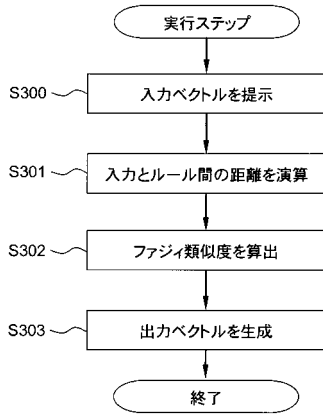 実行ステップ
S300 入力ベクトルを提示
S301 入力とルール間の距離を演算
S302 ファジィ類似度を算出
S303 出力ベクトルを生成
終了